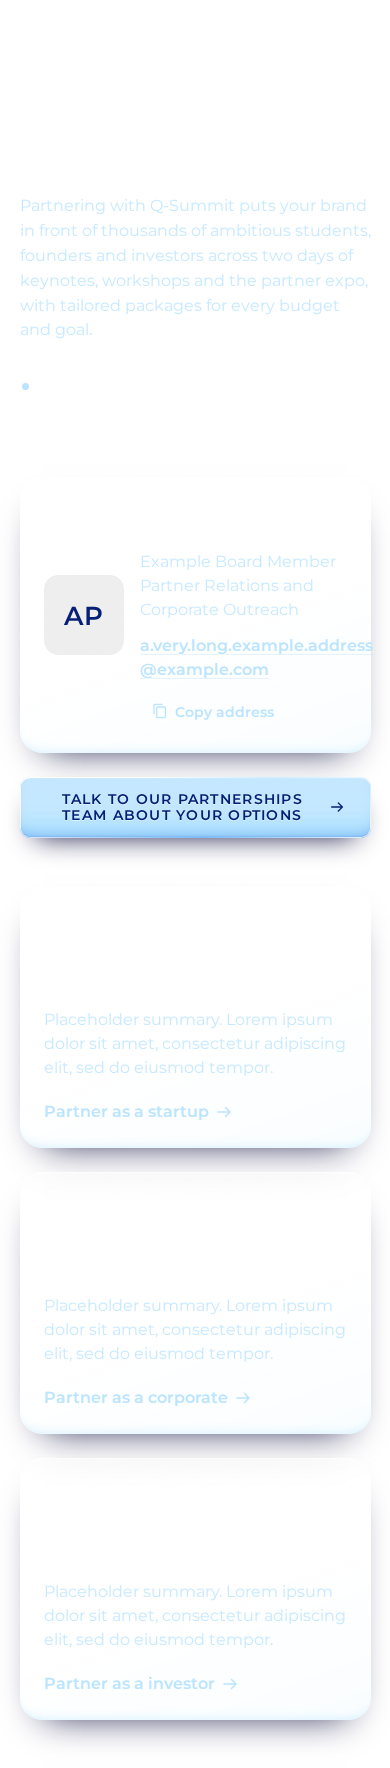 Partnering with Q-Summit puts your brand
in front of thousands of ambitious students,
founders and investors across two days of
keynotes, workshops and the partner expo,
with tailored packages for every budget
and goal.
AP
Example Board Member
Partner Relations and
Corporate Outreach
a.very.long.example.address
@example.com
Copy address
TALK TO OUR PARTNERSHIPS
TEAM ABOUT YOUR OPTIONS
Placeholder summary. Lorem ipsum
dolor sit amet, consectetur adipiscing
elit, sed do eiusmod tempor.
Partner as a startup
Placeholder summary. Lorem ipsum
dolor sit amet, consectetur adipiscing
elit, sed do eiusmod tempor.
Partner as a corporate
Placeholder summary. Lorem ipsum
dolor sit amet, consectetur adipiscing
elit, sed do eiusmod tempor.
Partner as a investor